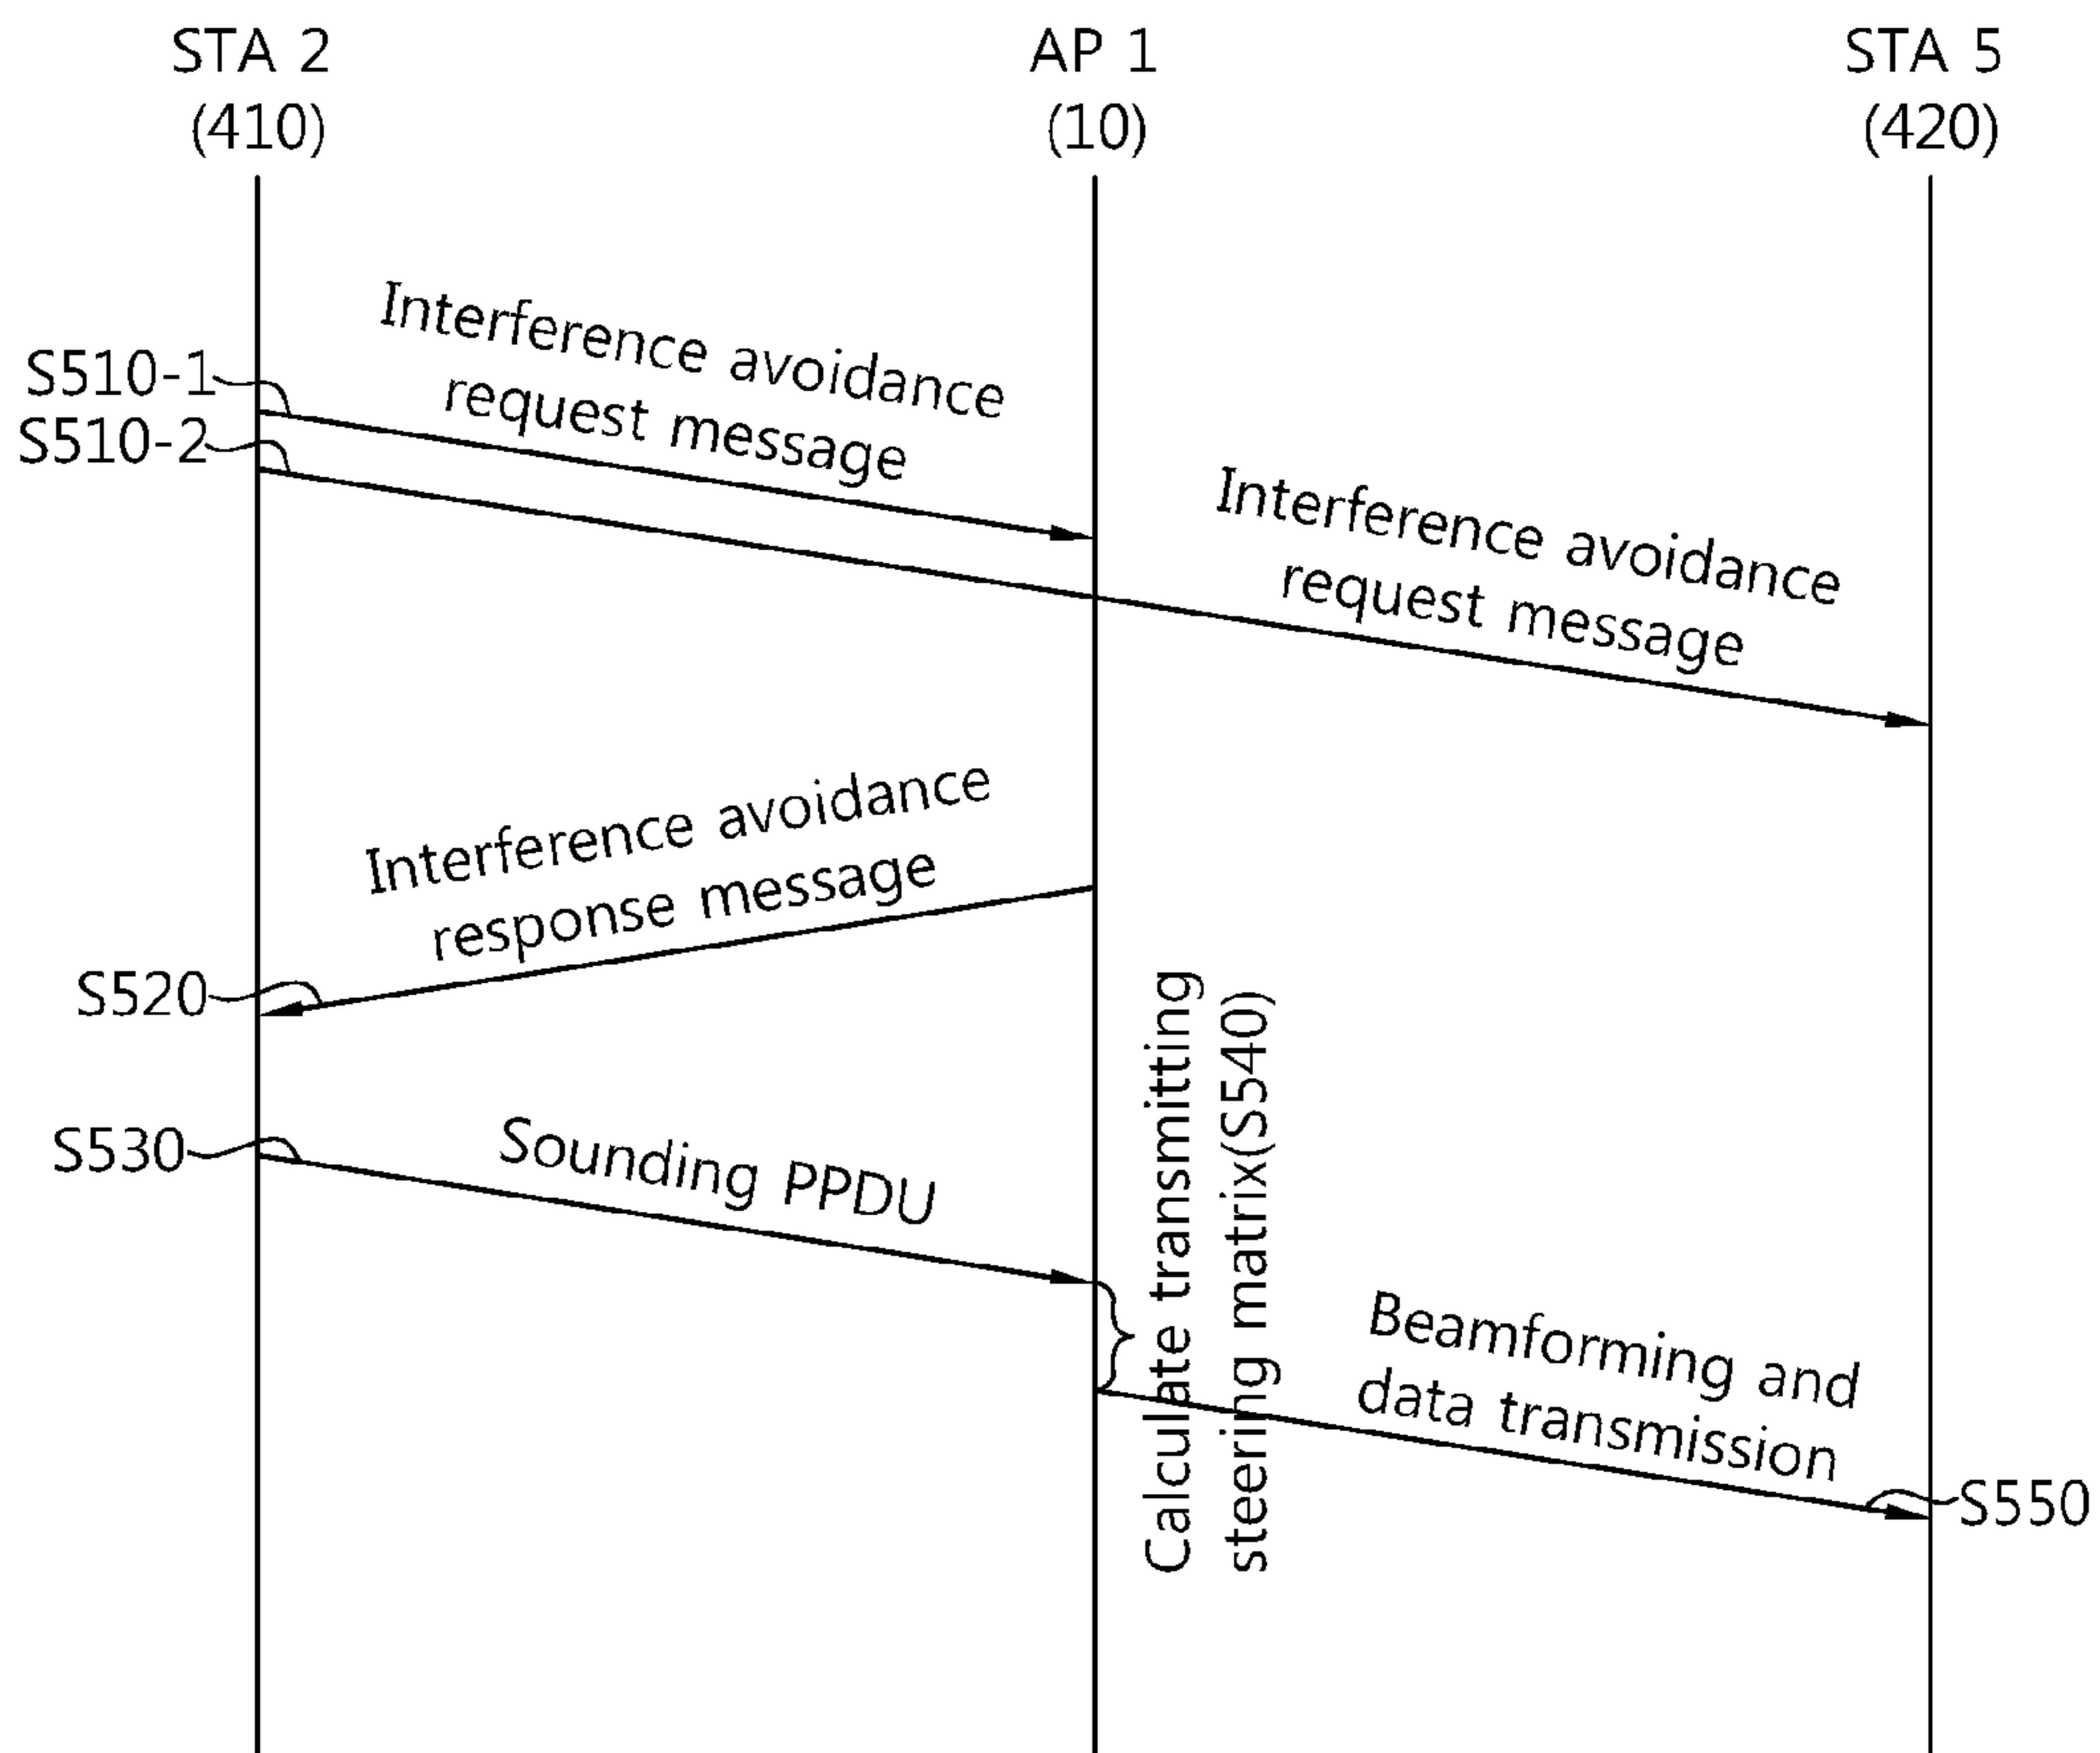 STA 2
(410)
AP 1
(10)
STA 5
(420)
Interference avoidance
request message
S510-1
S510-2
Interference avoidance
request message
Interference avoidance
response message
S520
Calculate transmitting
steering matrix(S540)
S530
Sounding PPDU
Beamforming and
data transmission
S550